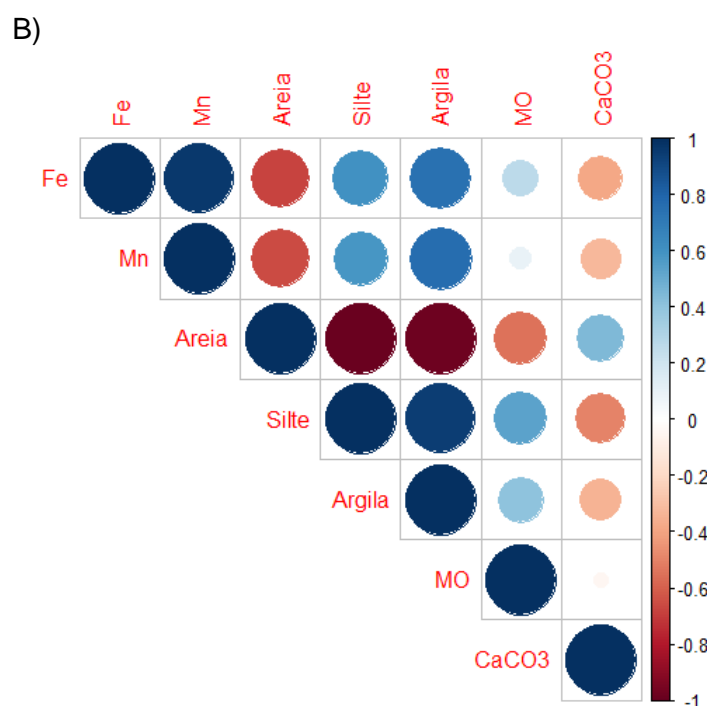 B)
Fe Mn Areia Silte Argila MO CaCO3
Fe
Mn
Areia
Silte
Argila
MO
CaCO3
1
0.8
0.6
0.4
0.2
0
-0.2
-0.4
-0.6
-0.8
-1